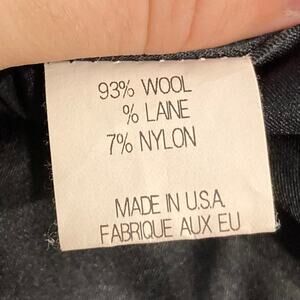 93% WOOL
% LAINE
7% NYLON
MADE IN U.S.A.
FABRIQUE AUX EU